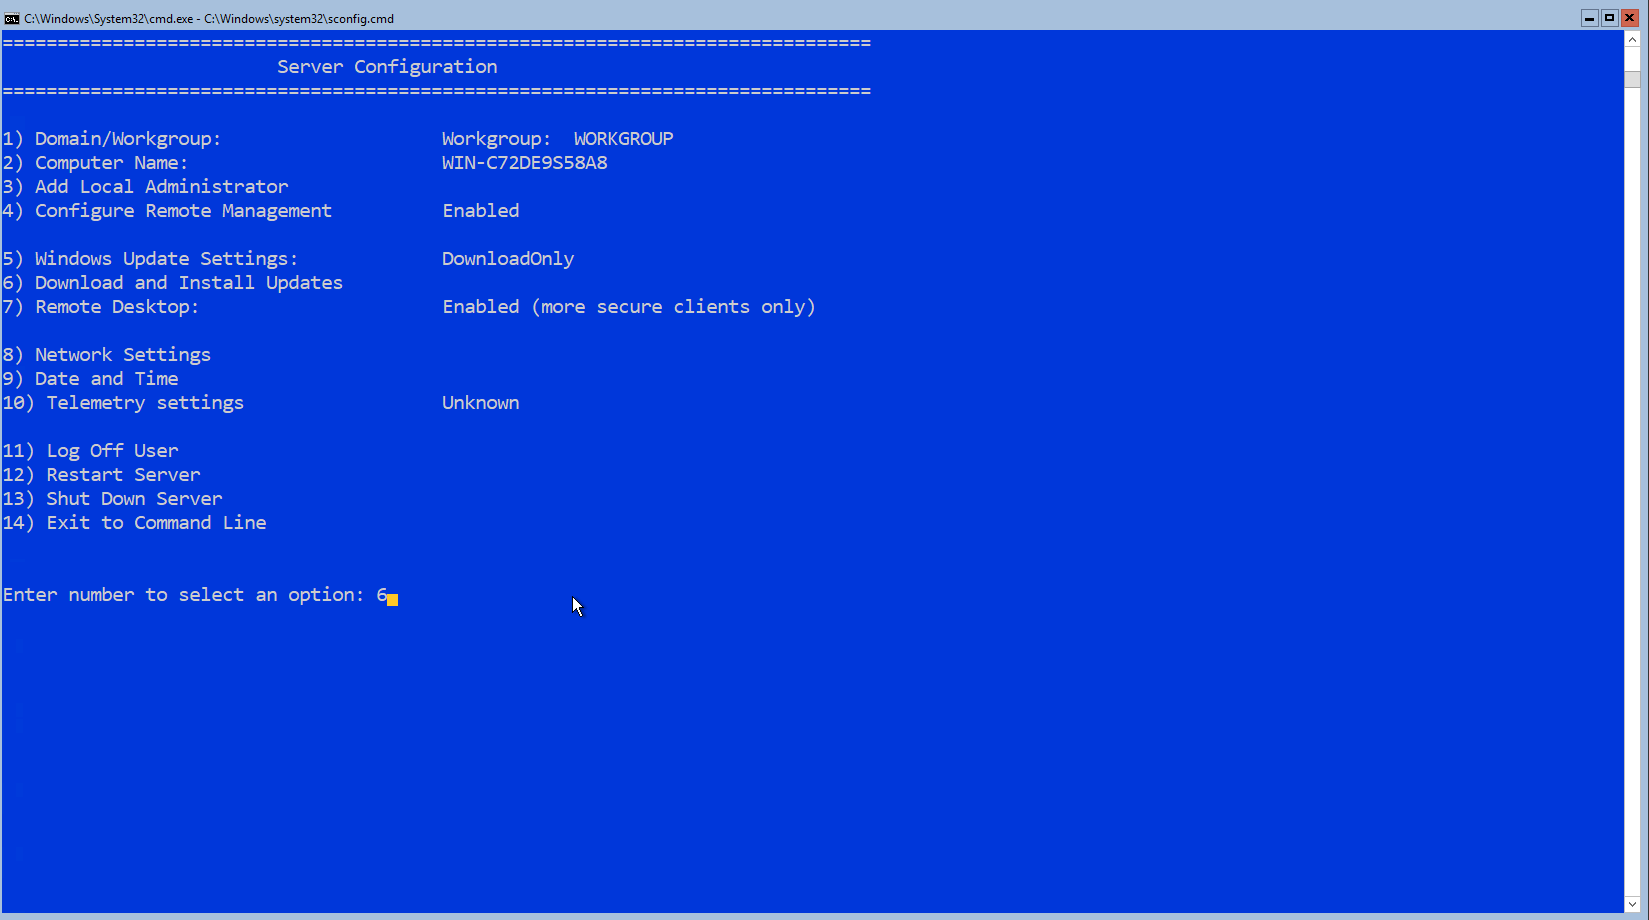 C:\Windows\System32\cmd.exe - C:\Windows\system32\sconfig.cmd
===============================================================================
Server Configuration
===============================================================================
1) Domain/Workgroup: Workgroup: WORKGROUP
2) Computer Name: WIN-C72DE9S58A8
3) Add Local Administrator
4) Configure Remote Management Enabled
5) Windows Update Settings: DownloadOnly
6) Download and Install Updates
7) Remote Desktop: Enabled (more secure clients only)
8) Network Settings
9) Date and Time
10) Telemetry settings Unknown
11) Log Off User
12) Restart Server
13) Shut Down Server
14) Exit to Command Line
Enter number to select an option: 6